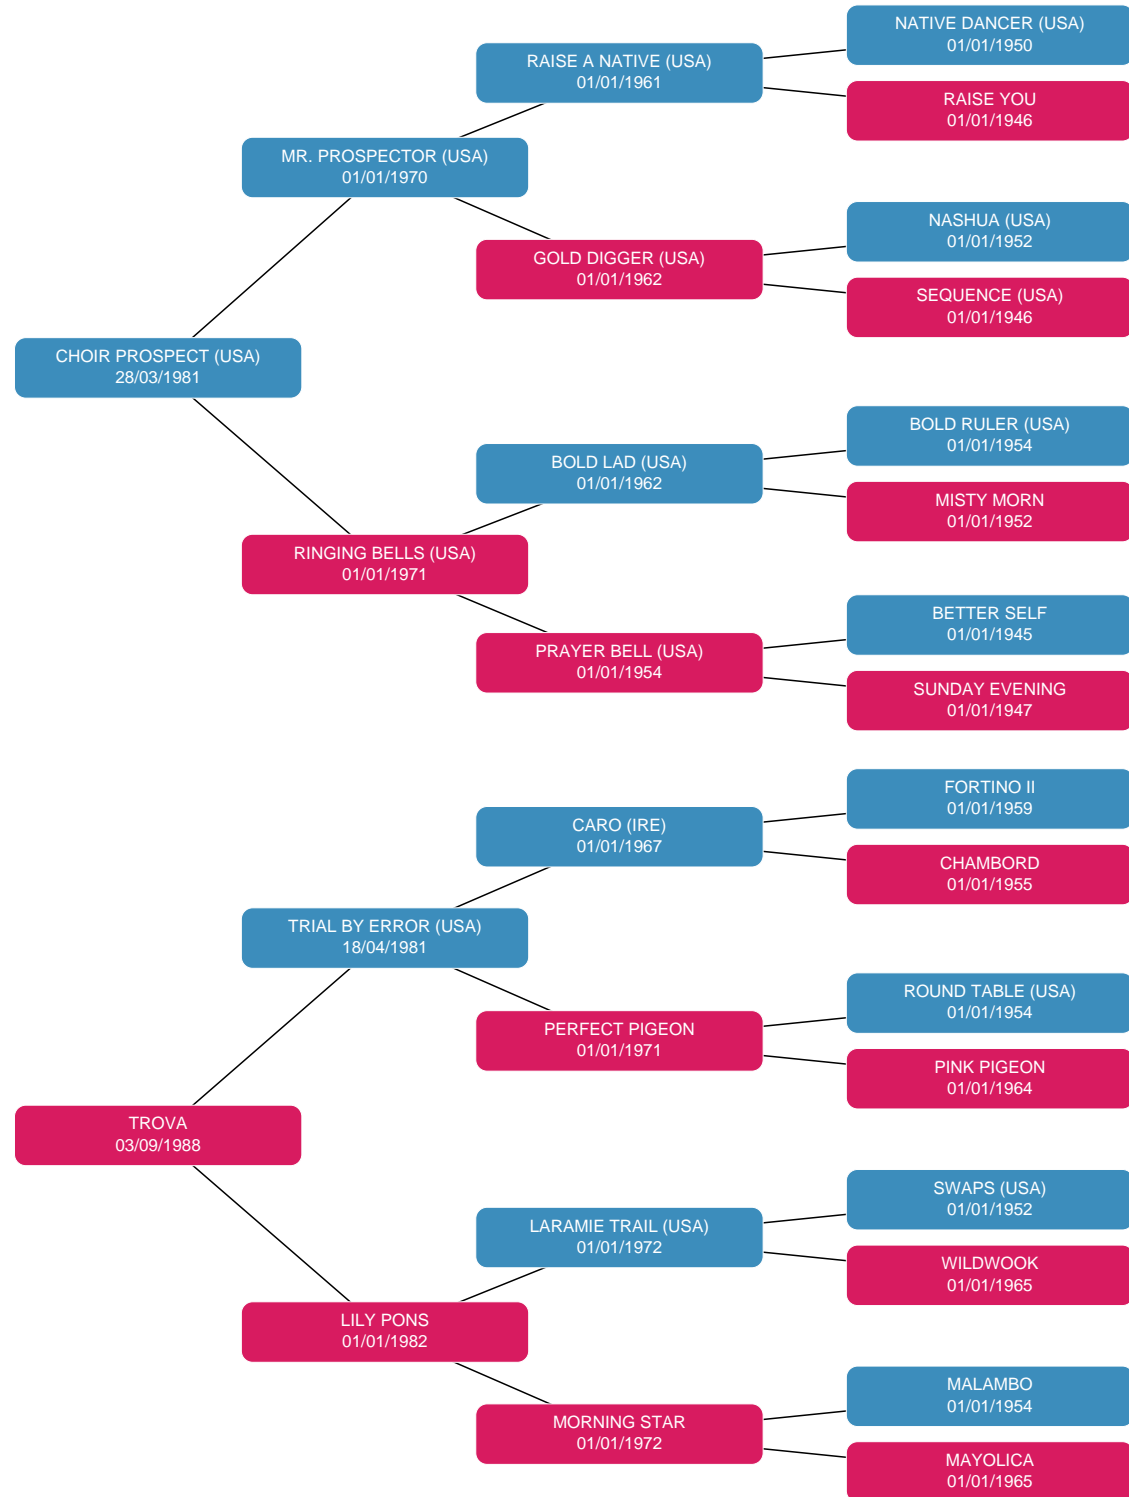 NATIVE DANCER (USA)
01/01/1950
RAISE A NATIVE (USA)
01/01/1961
RAISE YOU
01/01/1946
MR. PROSPECTOR (USA)
01/01/1970
NASHUA (USA)
01/01/1952
GOLD DIGGER (USA)
01/01/1962
SEQUENCE (USA)
01/01/1946
CHOIR PROSPECT (USA)
28/03/1981
BOLD RULER (USA)
01/01/1954
BOLD LAD (USA)
01/01/1962
MISTY MORN
01/01/1952
RINGING BELLS (USA)
01/01/1971
BETTER SELF
01/01/1945
PRAYER BELL (USA)
01/01/1954
SUNDAY EVENING
01/01/1947
FORTINO II
01/01/1959
CARO (IRE)
01/01/1967
CHAMBORD
01/01/1955
TRIAL BY ERROR (USA)
18/04/1981
ROUND TABLE (USA)
01/01/1954
PERFECT PIGEON
01/01/1971
PINK PIGEON
01/01/1964
TROVA
03/09/1988
SWAPS (USA)
01/01/1952
LARAMIE TRAIL (USA)
01/01/1972
WILDWOOK
01/01/1965
LILY PONS
01/01/1982
MALAMBO
01/01/1954
MORNING STAR
01/01/1972
MAYOLICA
01/01/1965